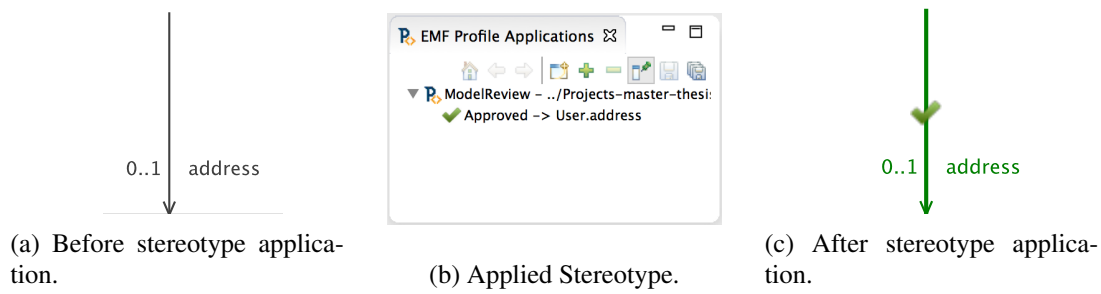 0..1 address
(a) Before stereotype applica-
tion.
EMF Profile Applications
ModelReview - ../Projects-master-thesis
Approved -> User.address
(b) Applied Stereotype.
0..1 address
(c) After stereotype applica-
tion.